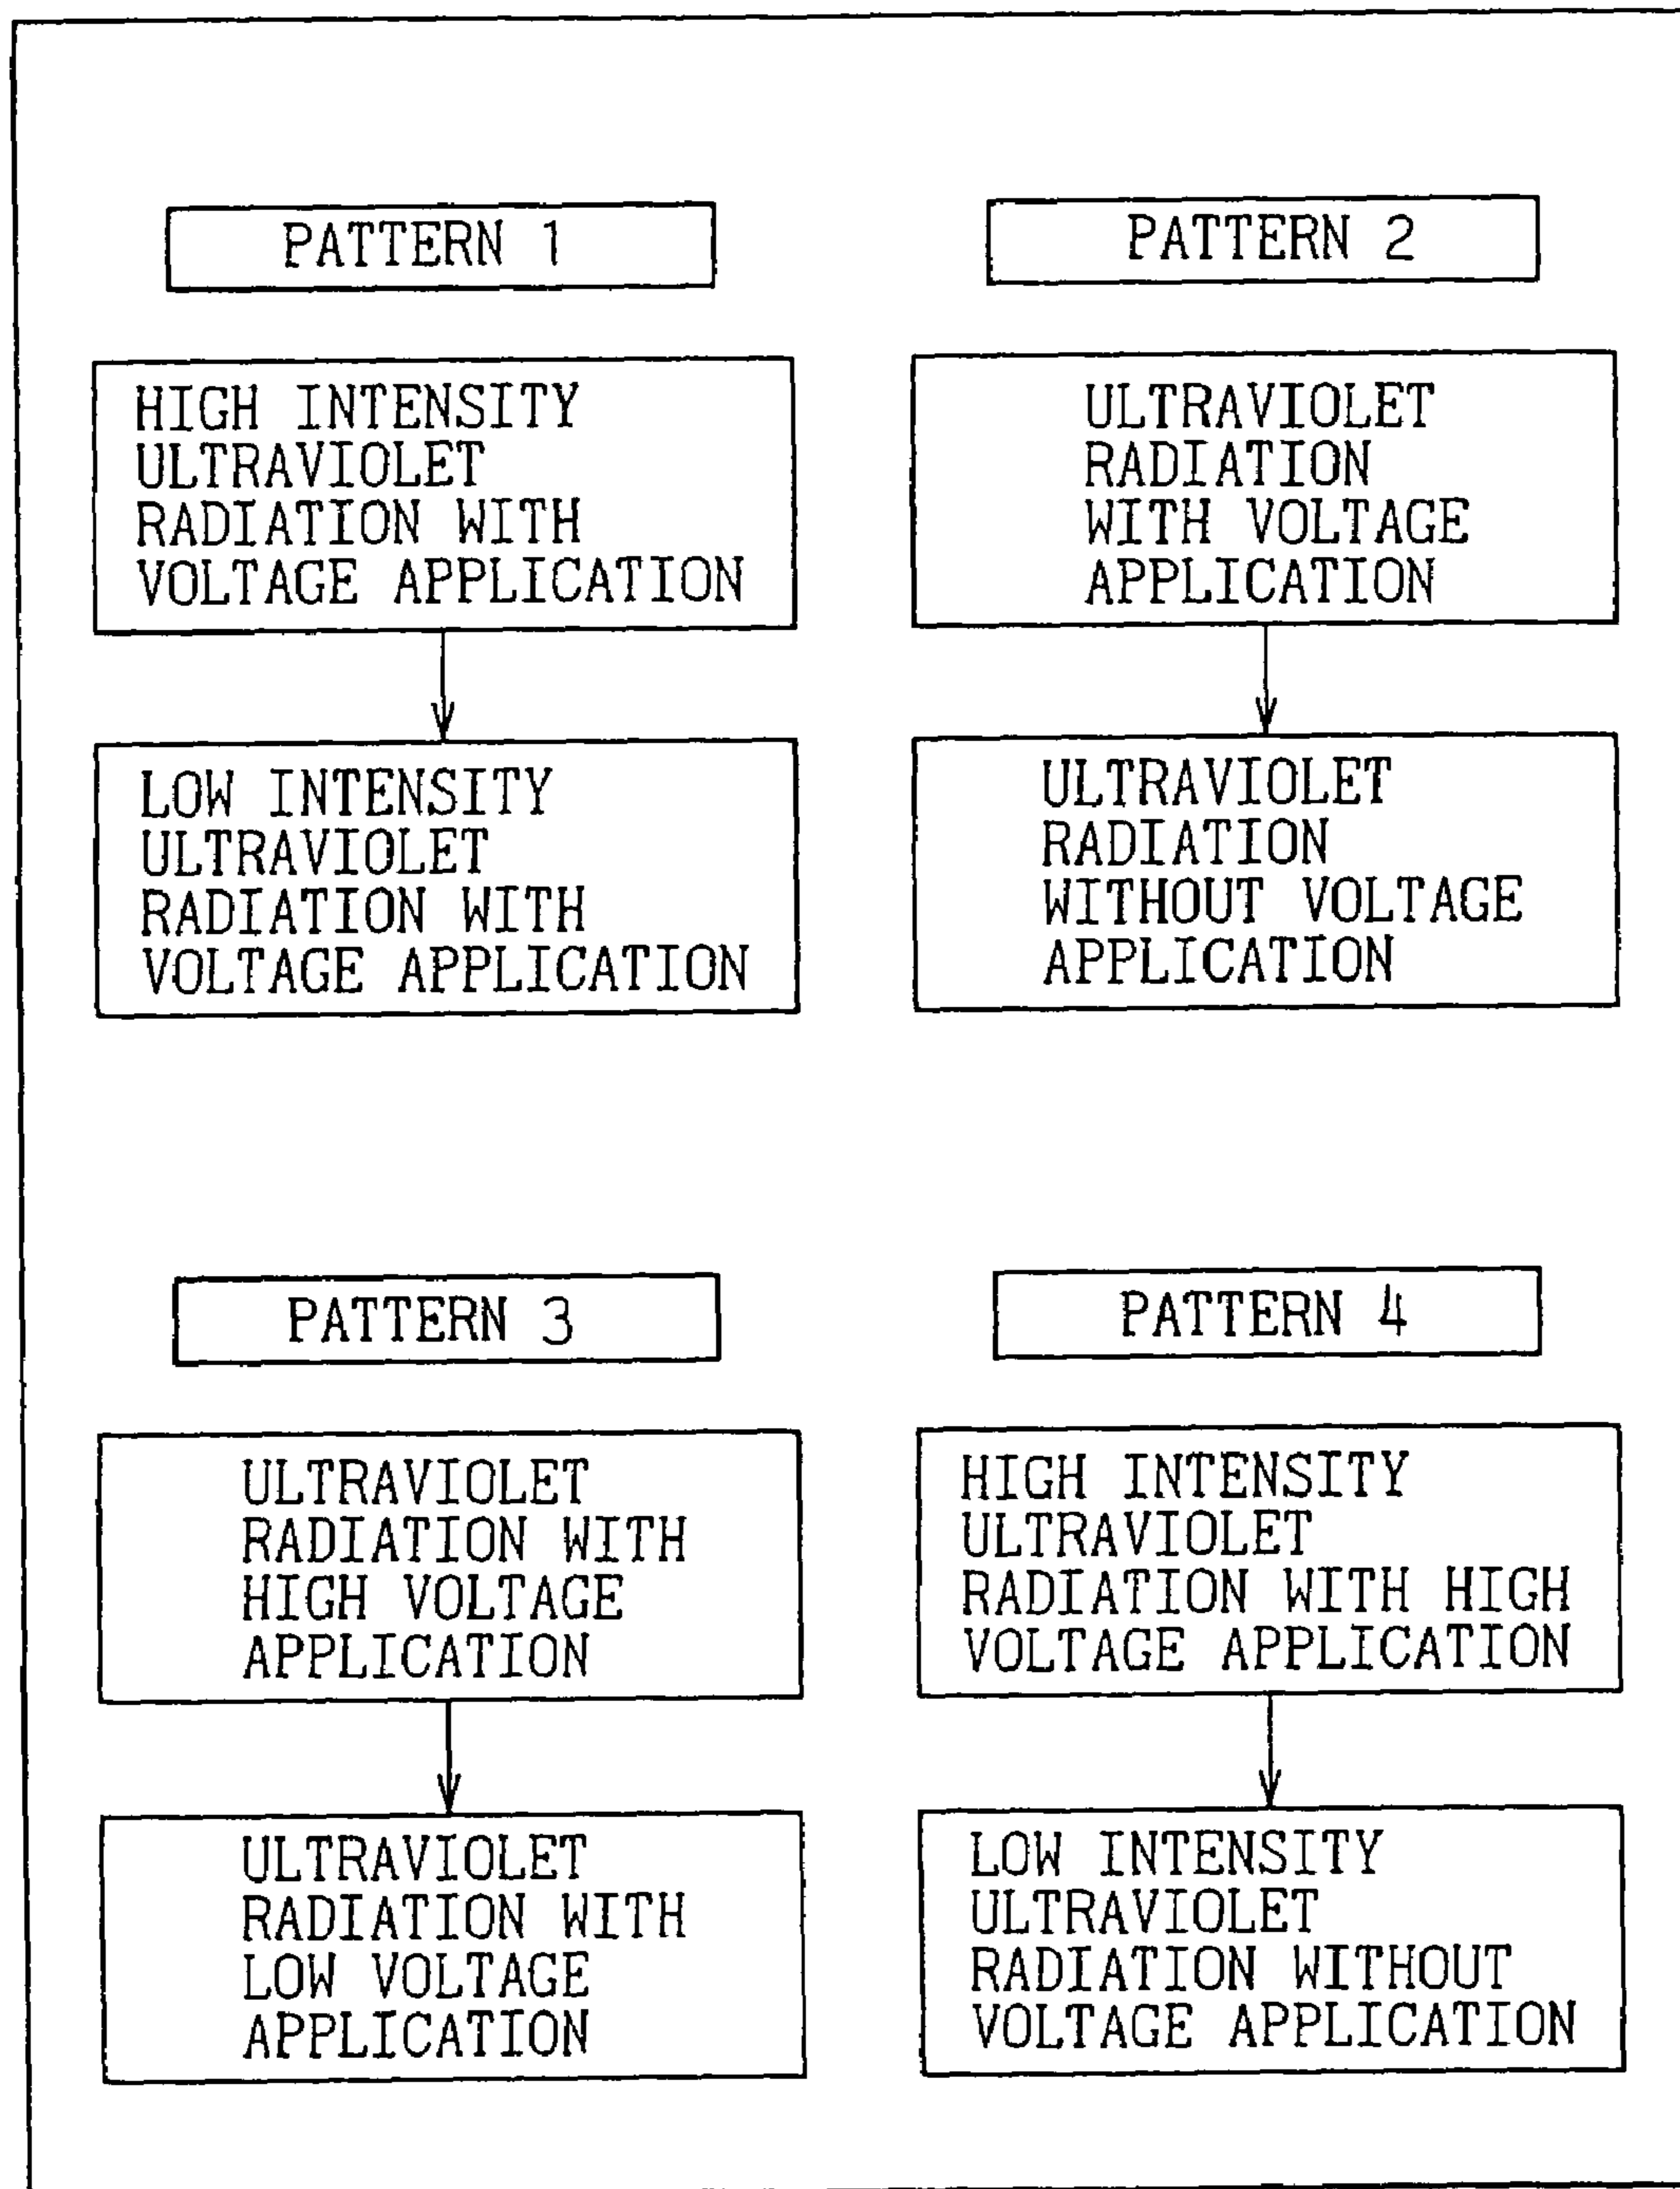 PATTERN 1
HIGH INTENSITY
ULTRAVIOLET
RADIATION WITH
VOLTAGE APPLICATION
LOW INTENSITY
ULTRAVIOLET
RADIATION WITH
VOLTAGE APPLICATION
PATTERN 2
ULTRAVIOLET
RADIATION
WITH VOLTAGE
APPLICATION
ULTRAVIOLET
RADIATION
WITHOUT VOLTAGE
APPLICATION
PATTERN 3
ULTRAVIOLET
RADIATION WITH
HIGH VOLTAGE
APPLICATION
ULTRAVIOLET
RADIATION WITH
LOW VOLTAGE
APPLICATION
PATTERN 4
HIGH INTENSITY
ULTRAVIOLET
RADIATION WITH HIGH
VOLTAGE APPLICATION
LOW INTENSITY
ULTRAVIOLET
RADIATION WITHOUT
VOLTAGE APPLICATION